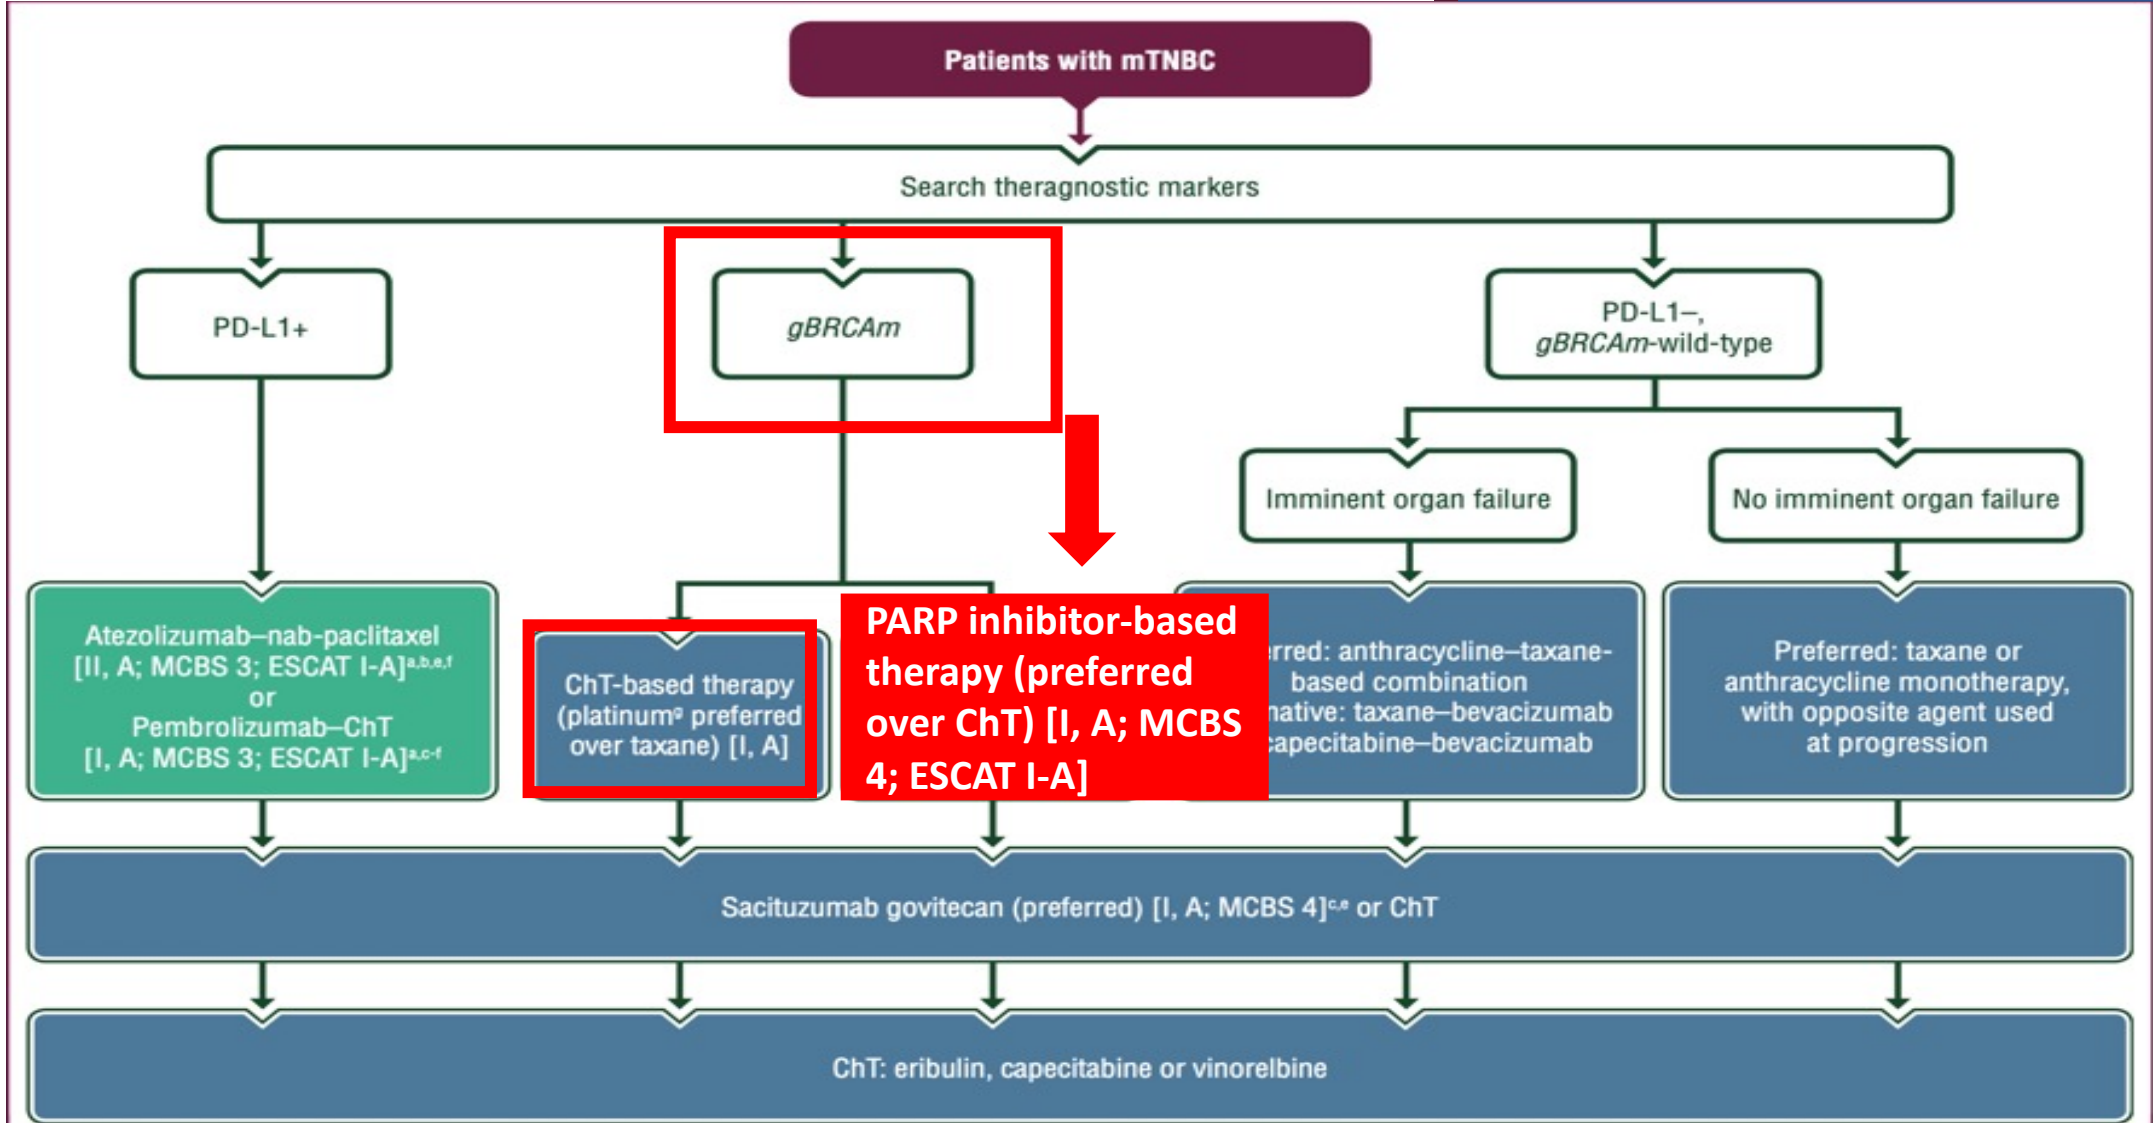 Patients with mTNBC
Search theragnostic markers
PD-L1+
gBRCAm
PD-L1–,
gBRCAm-wild-type
Imminent organ failure
No imminent organ failure
Atezolizumab–nab-paclitaxel
[II, A; MCBS 3; ESCAT I-A]a,b,e,f
or
Pembrolizumab–ChT
[I, A; MCBS 3; ESCAT I-A]a,c-f
ChT-based therapy
(platinumg preferred
over taxane) [I, A]
PARP inhibitor-based
therapy (preferred
over ChT) [I, A; MCBS
4; ESCAT I-A]
anthracycline–taxane-
based combination
taxane–bevacizumab
capecitabine–bevacizumab
Preferred: taxane or
anthracycline monotherapy,
with opposite agent used
at progression
Sacituzumab govitecan (preferred) [I, A; MCBS 4]c,e or ChT
ChT: eribulin, capecitabine or vinorelbine